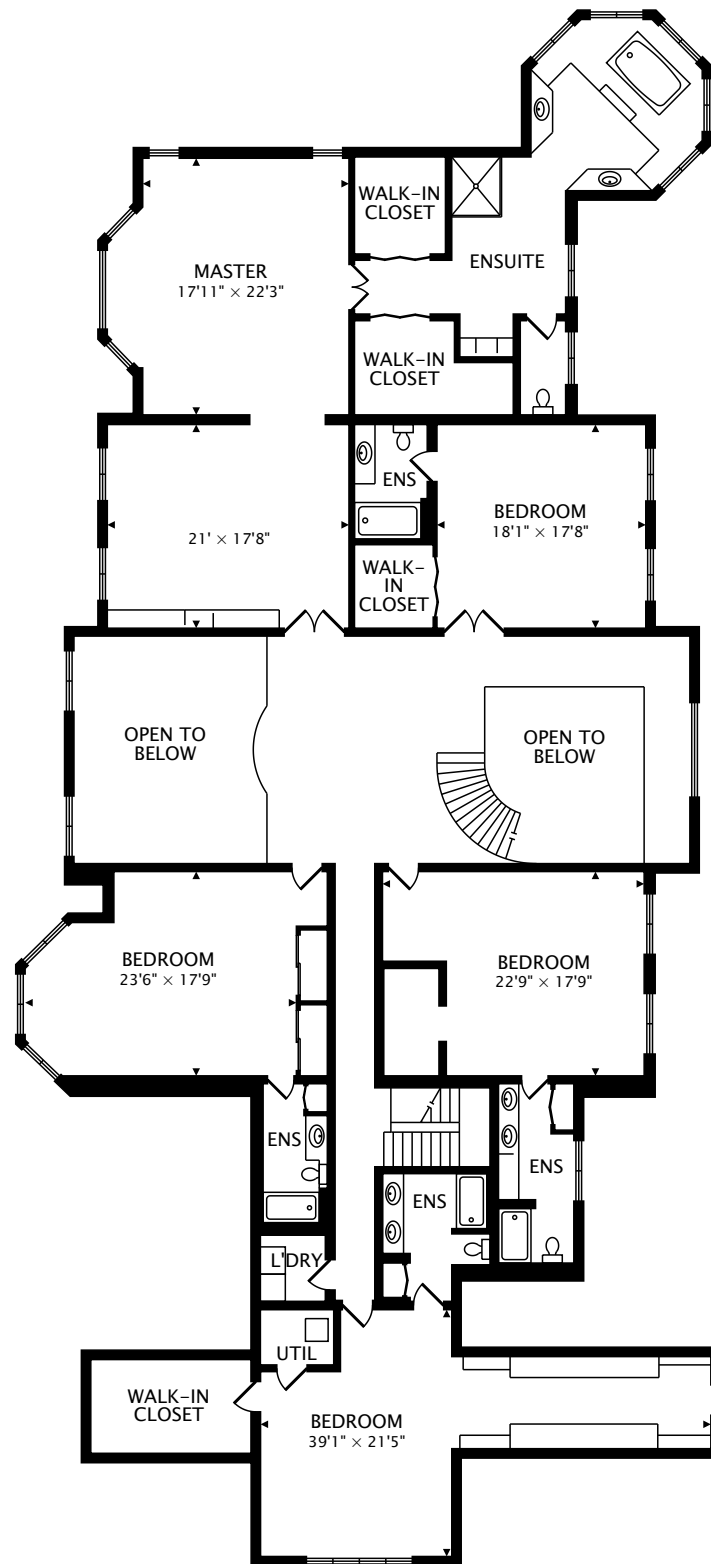 WALK-IN
CLOSET
MASTER
17'11" × 22'3"
ENSUITE
WALK-IN
CLOSET
ENS
BEDROOM
18'1" × 17'8"
21' × 17'8"
WALK-
IN
CLOSET
OPEN TO
BELOW
OPEN TO
BELOW
BEDROOM
23'6" × 17'9"
BEDROOM
22'9" × 17'9"
ENS
ENS
ENS
L'DRY
UTIL
WALK-IN
CLOSET
BEDROOM
39'1" × 21'5"